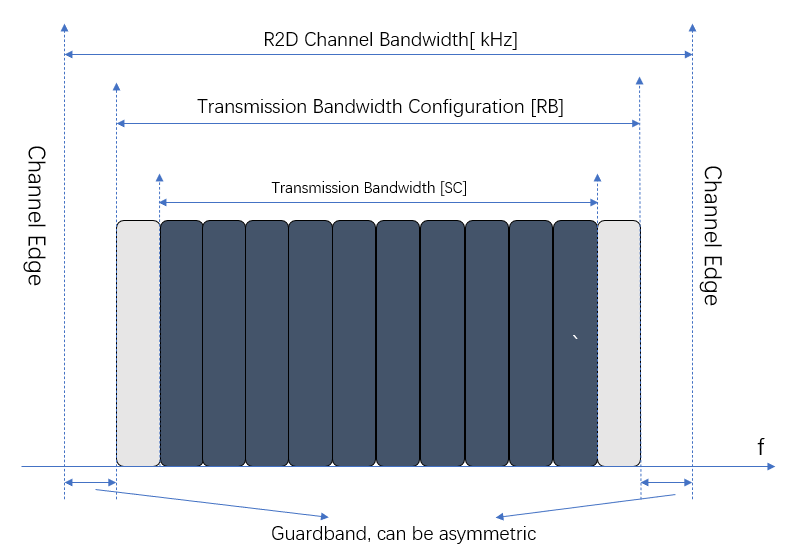 R2D Channel Bandwidth[ kHz]
Transmission Bandwidth Configuration [RB]
Channel Edge
Channel Edge
Transmission Bandwidth [SC]
`
f
Guardband, can be asymmetric